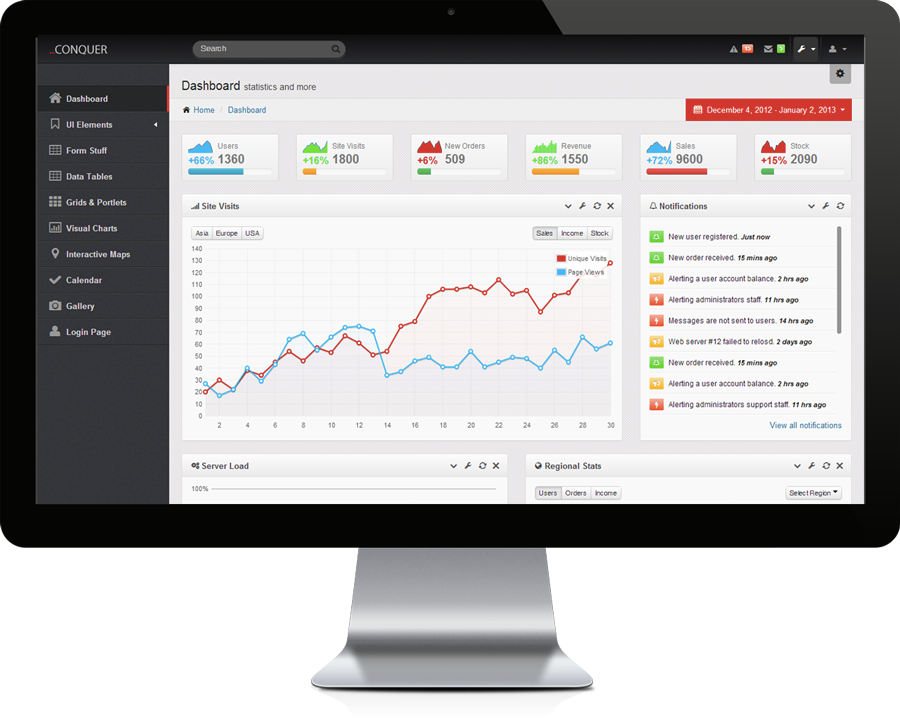 _CONQUER
Search
15
5
Dashboard
UI Elements
Form Stuff
Data Tables
Grids & Portlets
Visual Charts
Interactive Maps
Calendar
Gallery
Login Page
Dashboard statistics and more
Home / Dashboard
December 4, 2012 - January 2, 2013
Users
+66% 1360
Site Visits
+16% 1800
New Orders
+6% 509
Revenue
+86% 1550
Sales
+72% 9600
Stock
+15% 2090
Site Visits
Asia Europe USA
Sales Income Stock
Unique Visits
Page Views
140
130
120
110
100
90
80
70
60
50
40
30
20
10
0
2 4 6 8 10 12 14 16 18 20 22 24 26 28 30
Notifications
New user registered. Just now
New order received. 15 mins ago
Alerting a user account balance. 2 hrs ago
Alerting administrators staff. 11 hrs ago
Messages are not sent to users. 14 hrs ago
Web server #12 failed to relosd. 2 days ago
New order received. 15 mins ago
Alerting a user account balance. 2 hrs ago
Alerting administrators support staff. 11 hrs ago
View all notifications
Server Load
100%
Regional Stats
Users Orders Income
Select Region